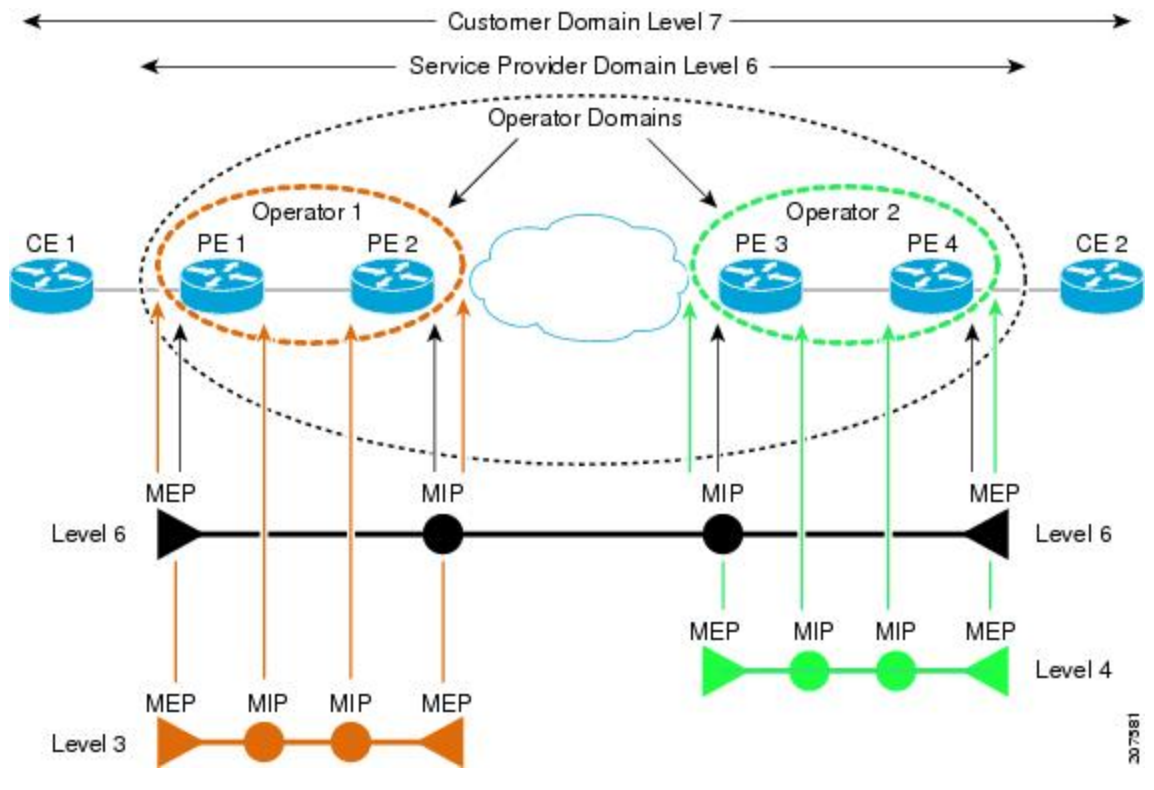 Customer Domain Level 7
Service Provider Domain Level 6
Operator Domains
Operator 1
Operator 2
CE 1
PE 1
PE 2
PE 3
PE 4
CE 2
MEP
MIP
MIP
MEP
Level 6
Level 6
MEP
MIP
MIP
MEP
Level 4
MEP
MIP
MIP
MEP
Level 3
207581